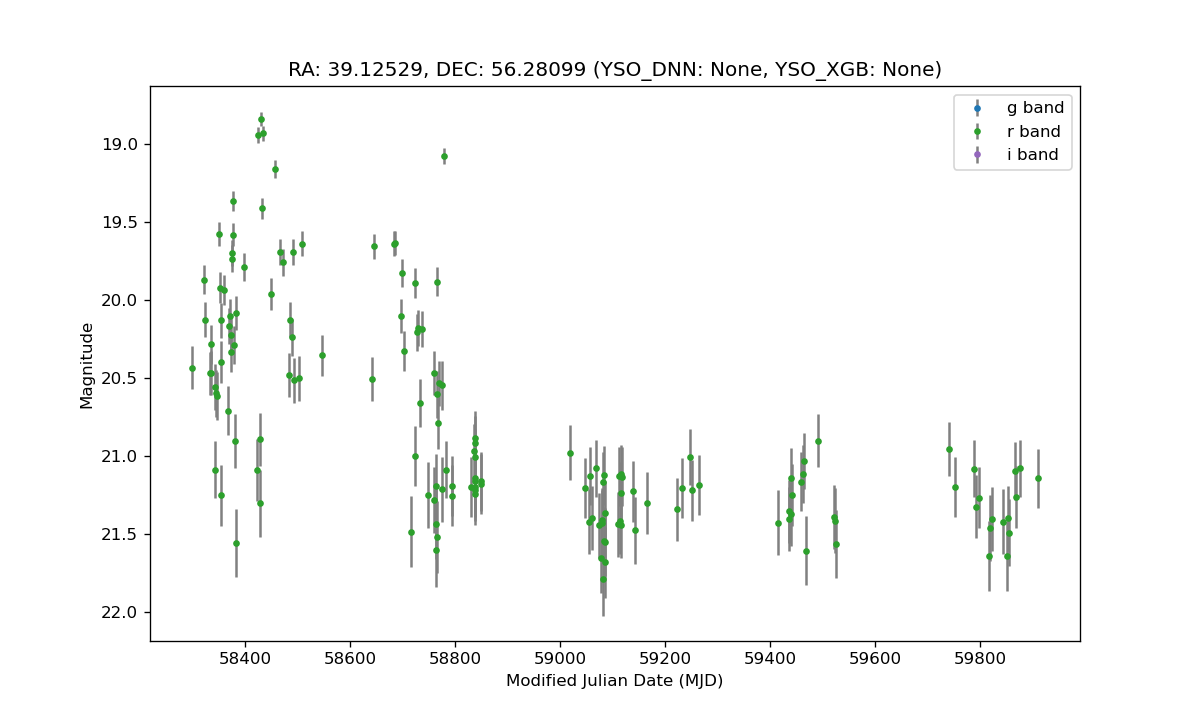 RA: 39.12529, DEC: 56.28099 (YSO_DNN: None, YSO_XGB: None)
g band
r band
i band
19.0
19.5
20.0
20.5
21.0
21.5
22.0
Magnitude
58400
58600
58800
59000
59200
59400
59600
59800
Modified Julian Date (MJD)